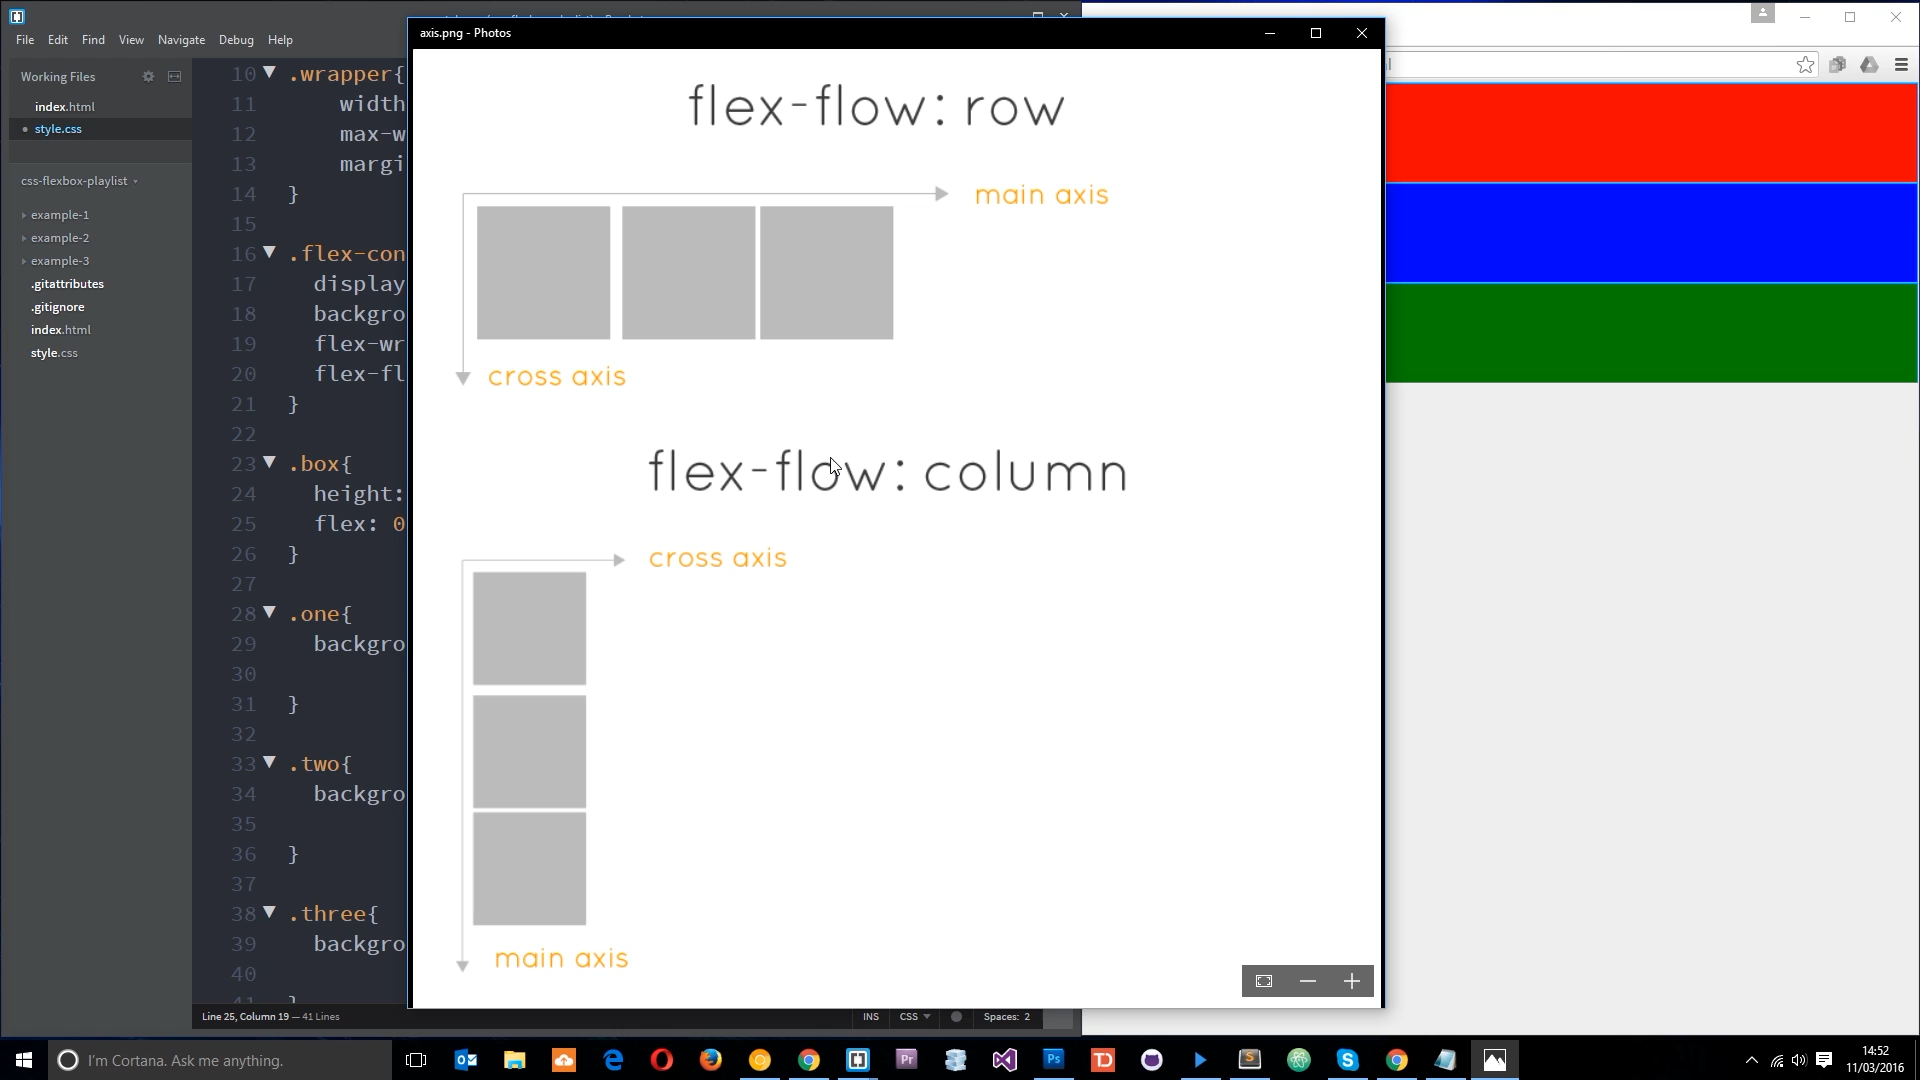 axis.png - Photos
File Edit Find View Navigate Debug Help
Working Files
index.html
style.css
css-flexbox-playlist
example-1
example-2
example-3
.gitattributes
.gitignore
index.html
style.css
10 .wrapper{
11 width
12 max-w
13 margi
14 }
15
16 .flex-con
17 display
18 backgro
19 flex-wr
20 flex-fl
21 }
22
23 .box{
24 height:
25 flex: 0
26 }
27
28 .one{
29 backgro
30
31 }
32
33 .two{
34 backgro
35
36 }
37
38 .three{
39 backgro
40
41 }
flex-flow: row
main axis
cross axis
flex-flow: column
cross axis
main axis
Line 25, Column 19 — 41 Lines
INS CSS Spaces: 2
I'm Cortana. Ask me anything.
14:52
11/03/2016